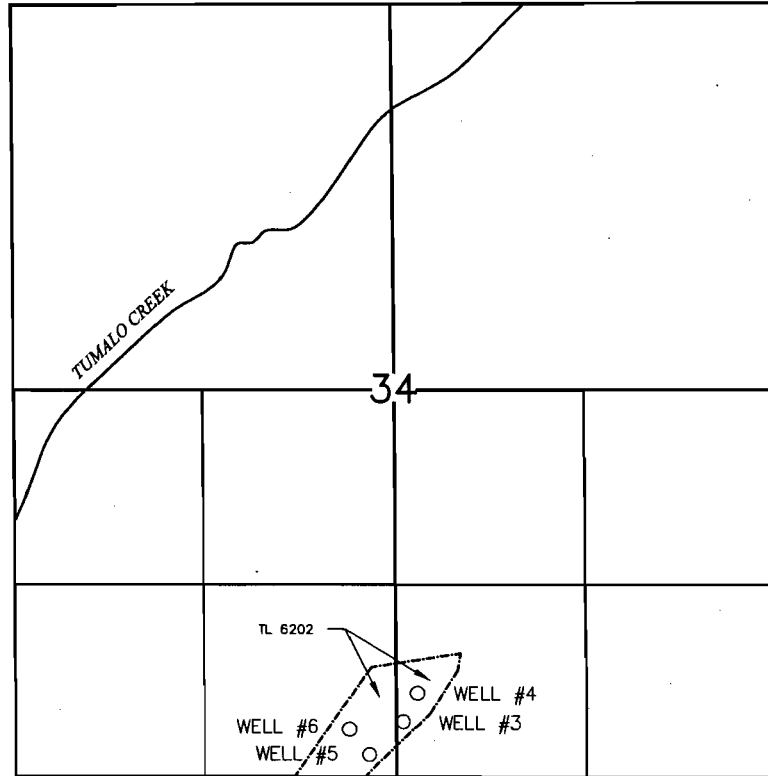 TUMALO CREEK
34
TL 6202
WELL #4
WELL #6
WELL #3
WELL #5